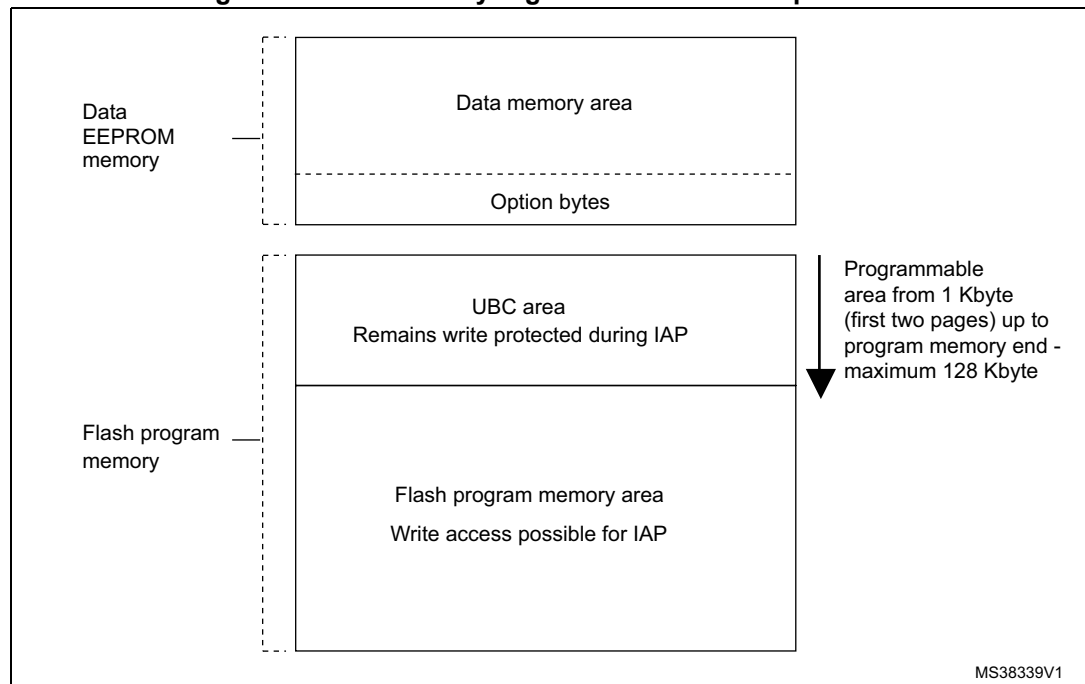 Data memory area
Data
EEPROM
memory
Option bytes
UBC area
Remains write protected during IAP
Programmable
area from 1 Kbyte
(first two pages) up to
program memory end -
maximum 128 Kbyte
Flash program
memory
Flash program memory area
Write access possible for IAP
MS38339V1